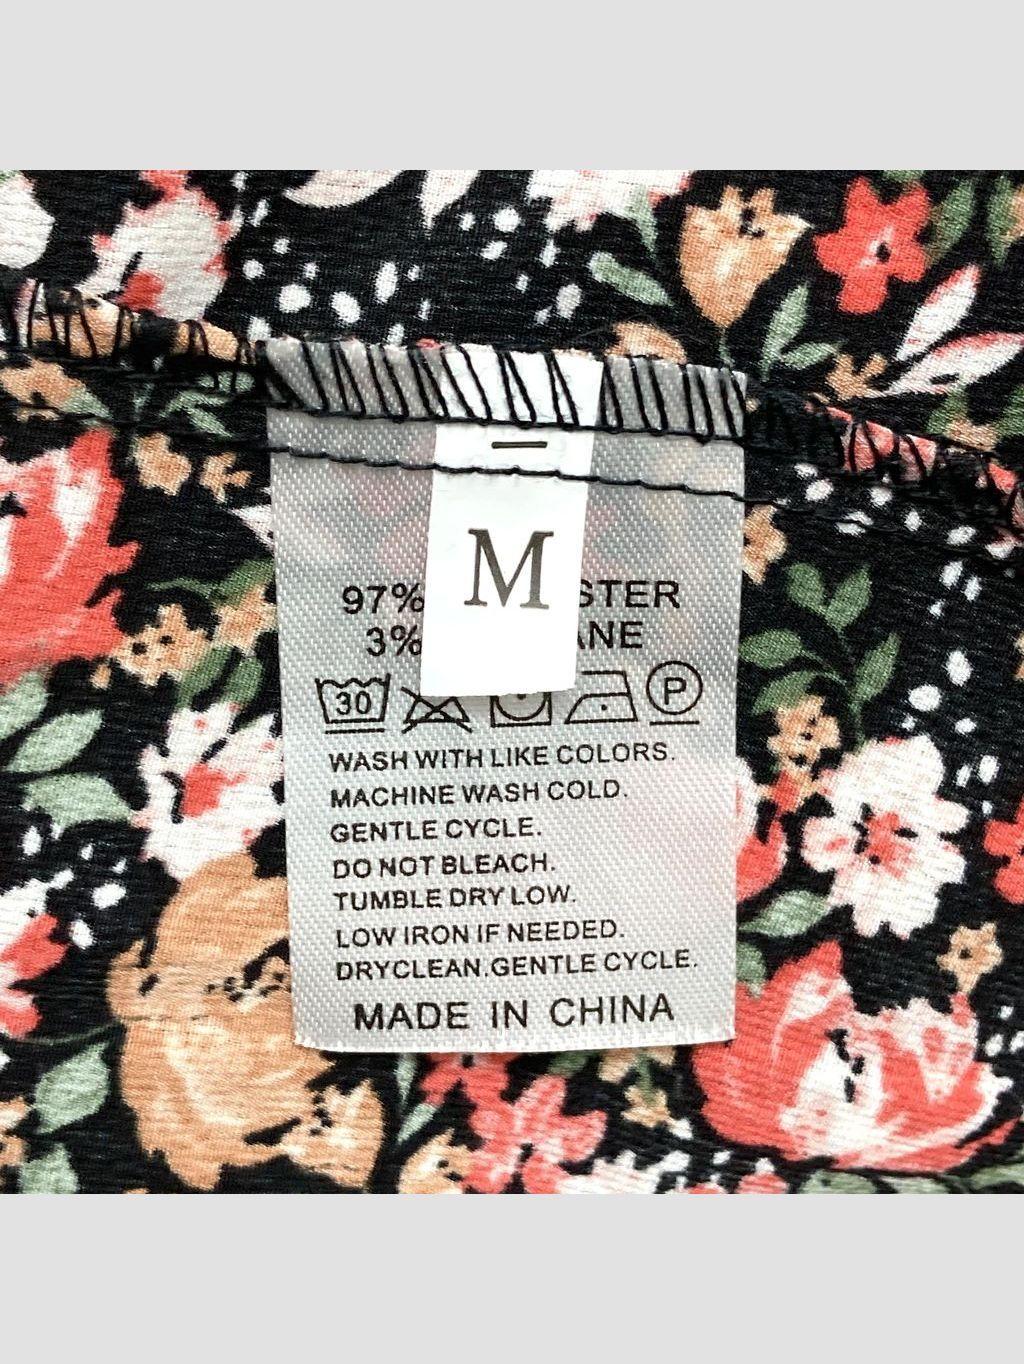 M
97% STER
3% ANE
30 P
WASH WITH LIKE COLORS.
MACHINE WASH COLD.
GENTLE CYCLE.
DO NOT BLEACH.
TUMBLE DRY LOW.
LOW IRON IF NEEDED.
DRYCLEAN.GENTLE CYCLE.
MADE IN CHINA